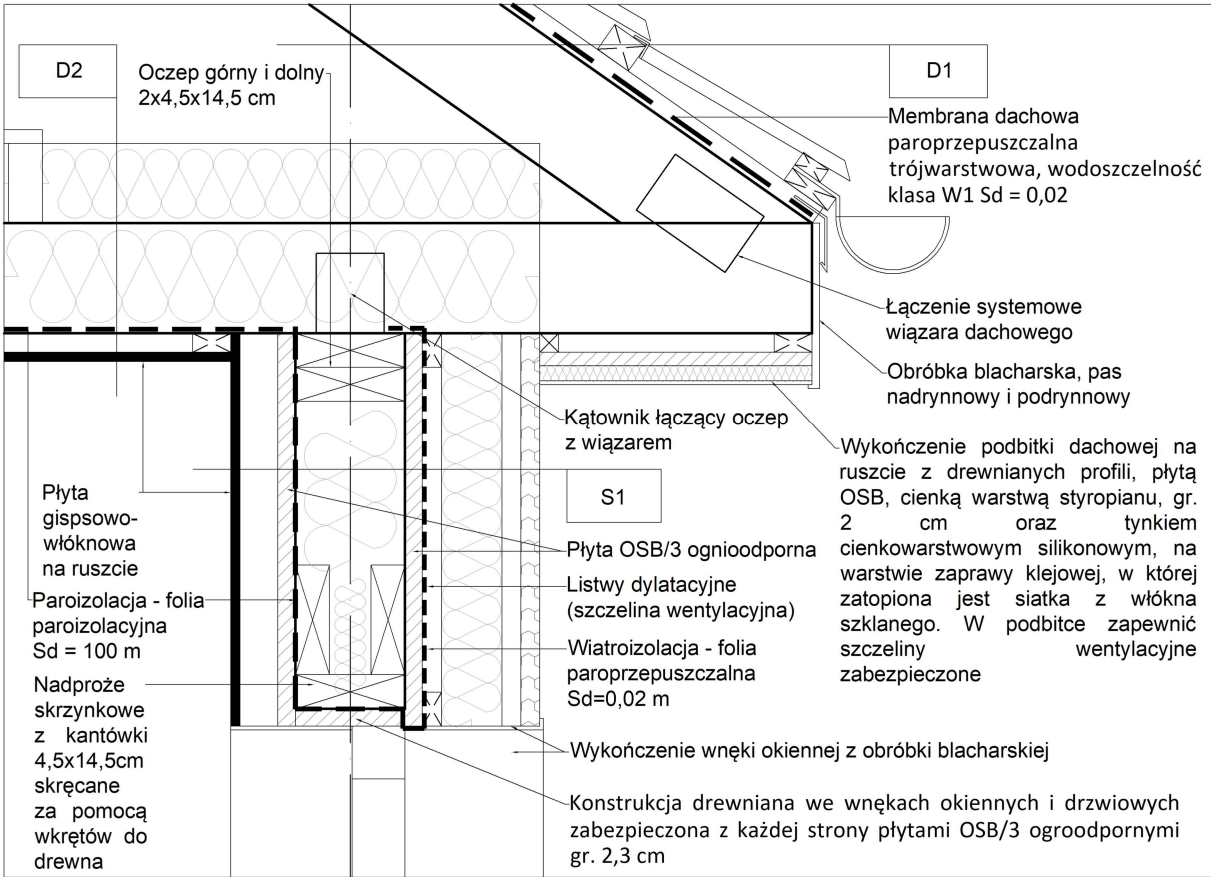 D2
Oczep górny i dolny
2x4,5x14,5 cm
D1
Membrana dachowa
paroprzepuszczalna
trójwarstwowa, wodoszczelność
klasa W1 Sd = 0,02
Łączenie systemowe
wiązara dachowego
Obróbka blacharska, pas
nadrynnowy i podrynnowy
Kątownik łączący oczep
z wiązarem
Wykończenie podbitki dachowej na
ruszcie z drewnianych profili, płytą
OSB, cienką warstwą styropianu, gr.
2 cm oraz tynkiem
cienkowarstwowym silikonowym, na
warstwie zaprawy klejowej, w której
zatopiona jest siatka z włókna
szklanego. W podbitce zapewnić
szczeliny wentylacyjne
zabezpieczone
S1
Płyta
gispsowo-
włóknowa
na ruszcie
Płyta OSB/3 ognioodporna
Listwy dylatacyjne
(szczelina wentylacyjna)
Paroizolacja - folia
paroizolacyjna
Sd = 100 m
Wiatroizolacja - folia
paroprzepuszczalna
Sd=0,02 m
Nadproże
skrzynkowe
z kantówki
4,5x14,5cm
skręcane
za pomocą
wkrętów do
drewna
Wykończenie wnęki okiennej z obróbki blacharskiej
Konstrukcja drewniana we wnękach okiennych i drzwiowych
zabezpieczona z każdej strony płytami OSB/3 ogroodpornymi
gr. 2,3 cm